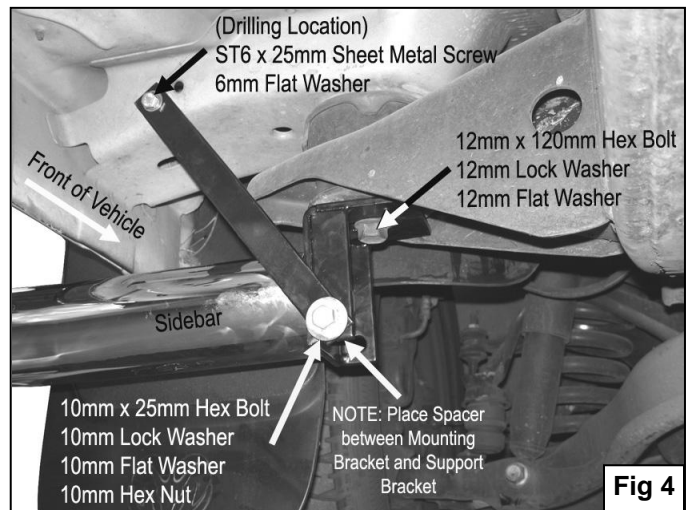 (Drilling Location)
ST6 x 25mm Sheet Metal Screw
6mm Flat Washer
12mm x 120mm Hex Bolt
12mm Lock Washer
12mm Flat Washer
Front of Vehicle
Sidebar
10mm x 25mm Hex Bolt
10mm Lock Washer
10mm Flat Washer
10mm Hex Nut
NOTE: Place Spacer
between Mounting
Bracket and Support
Bracket
Fig 4